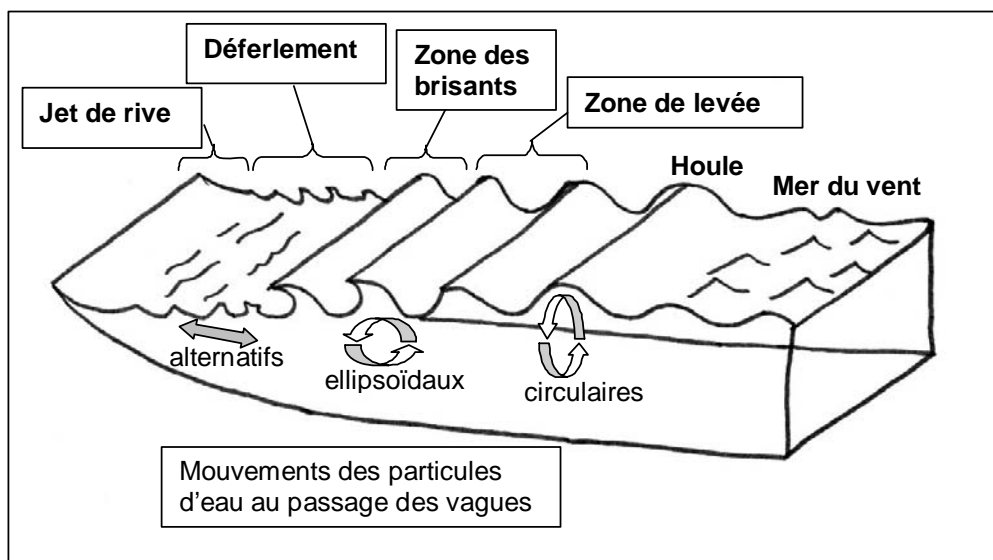 Déferlement
Zone des
brisants
Jet de rive
Zone de levée
Houle
Mer du vent
alternatifs
ellipsoïdaux
circulaires
Mouvements des particules
d'eau au passage des vagues